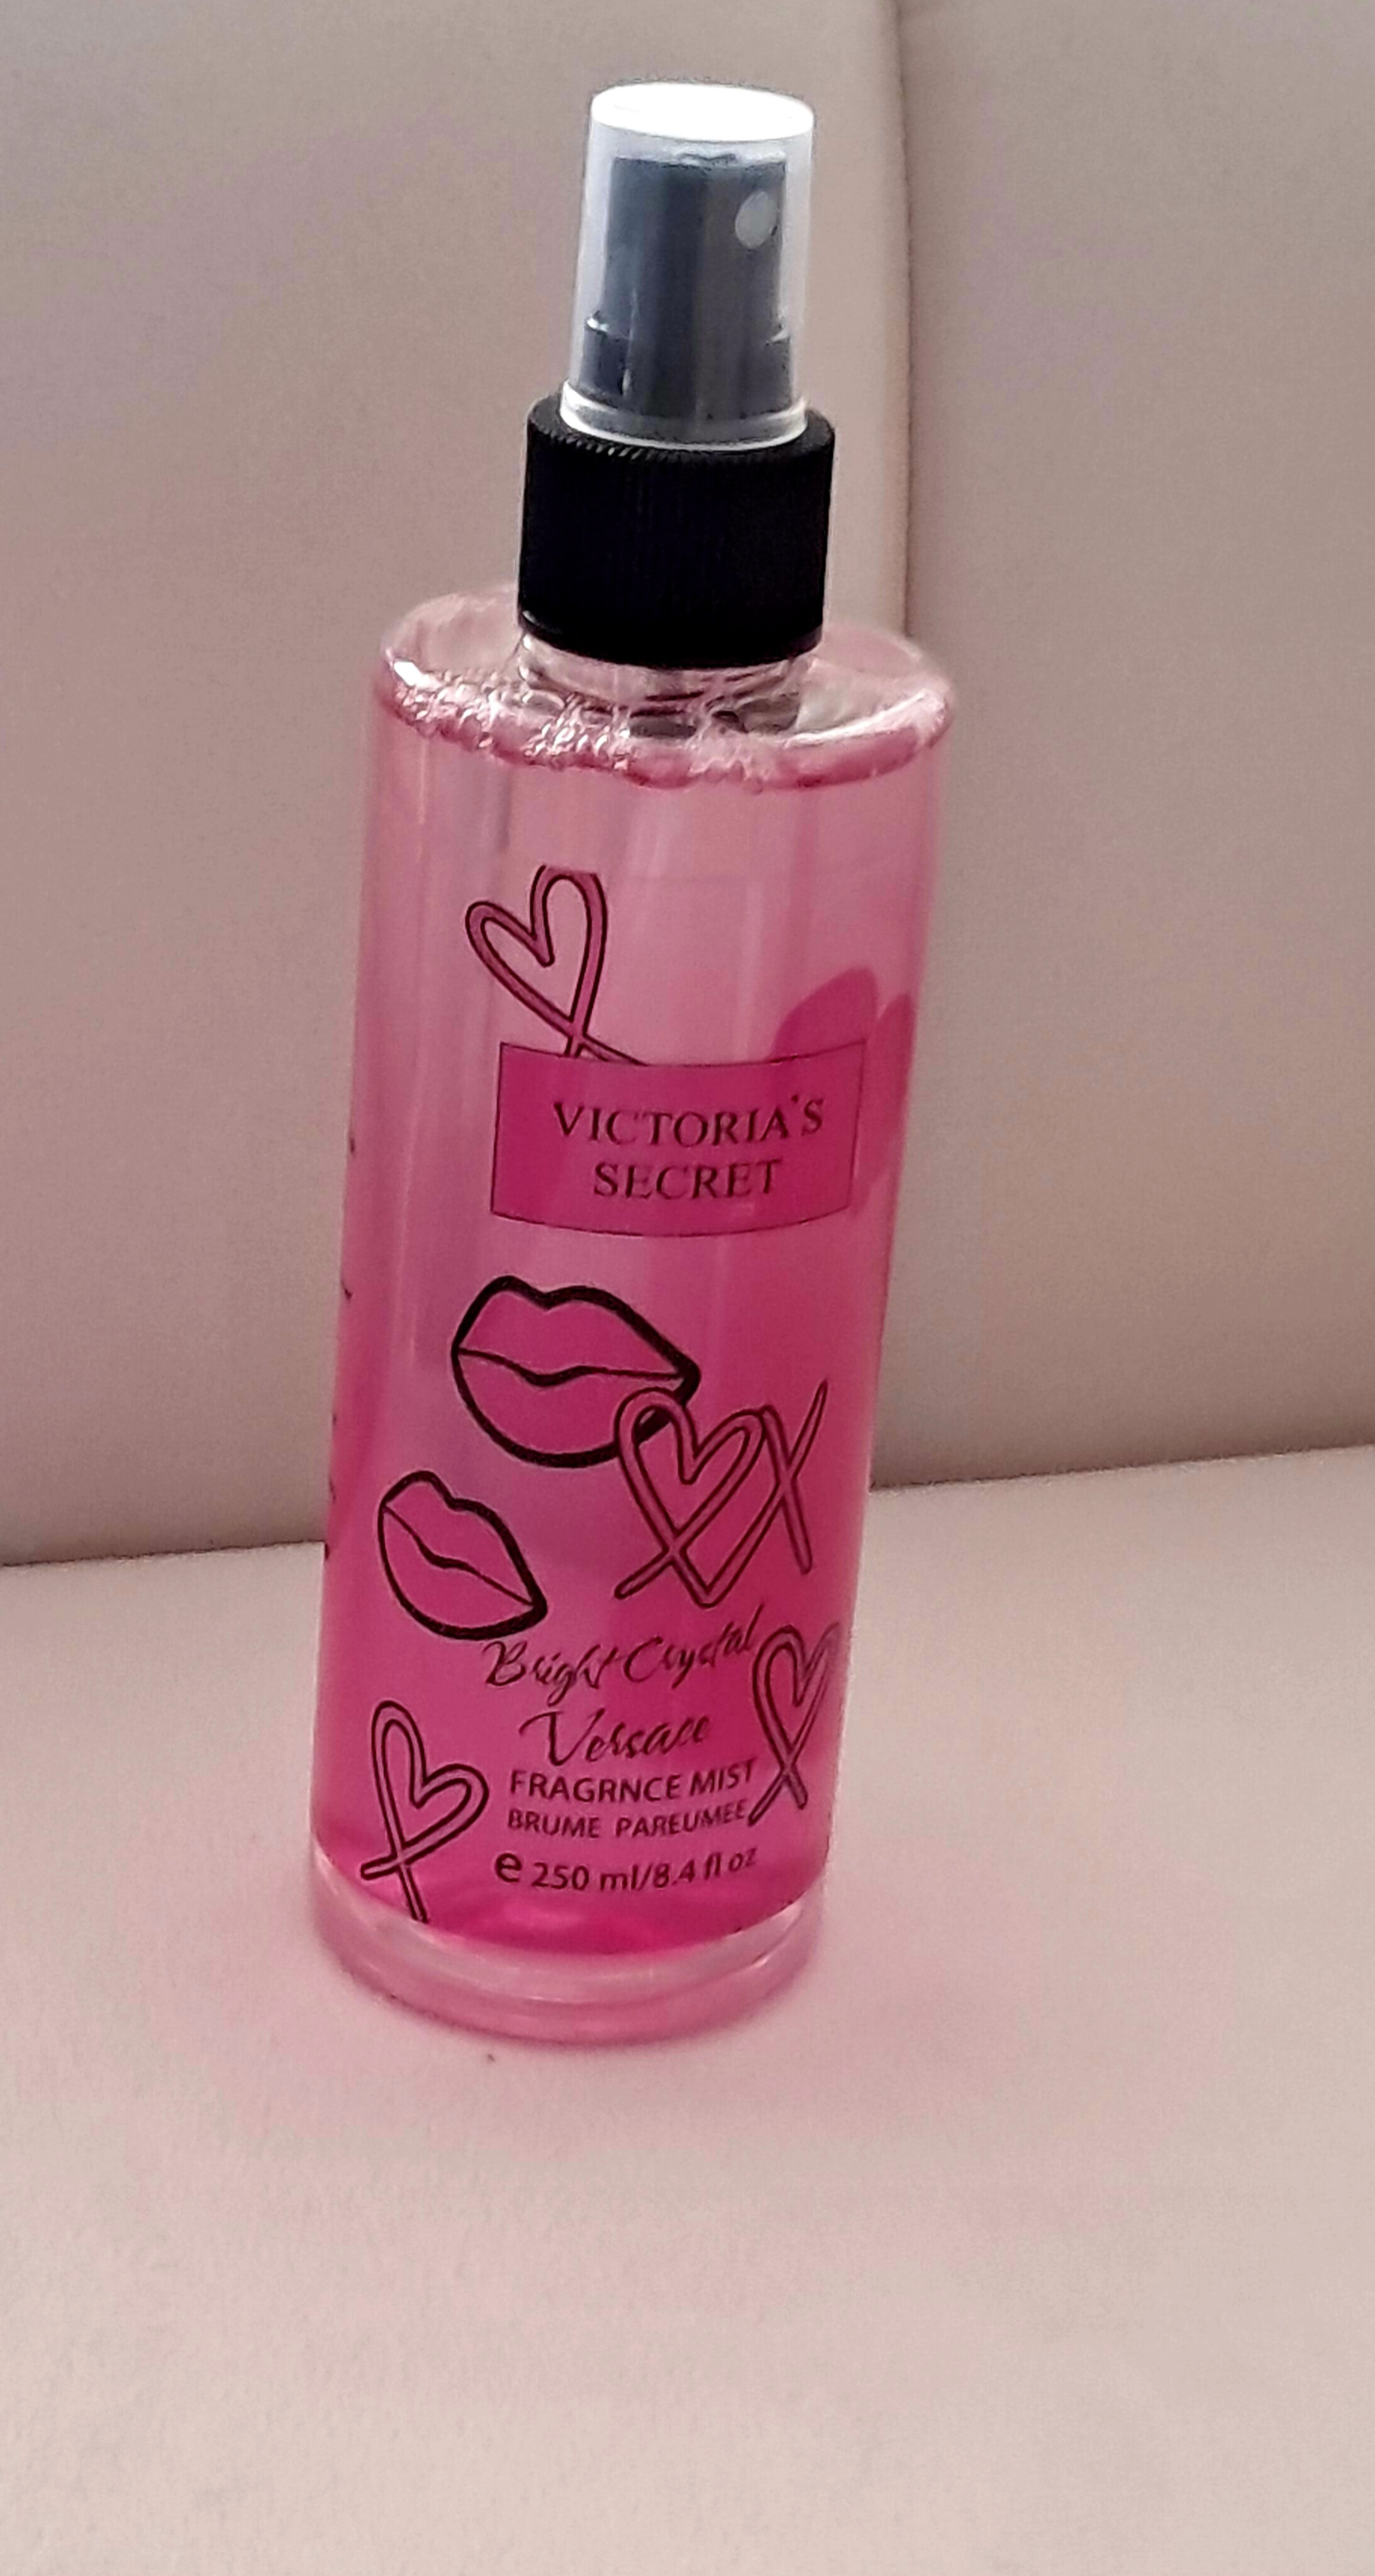 VICTORIA'S
SECRET
Bright Crystal
Versace
FRAGRNCE MIST
BRUME PAREUMEE
e 250 ml/8.4 fl oz